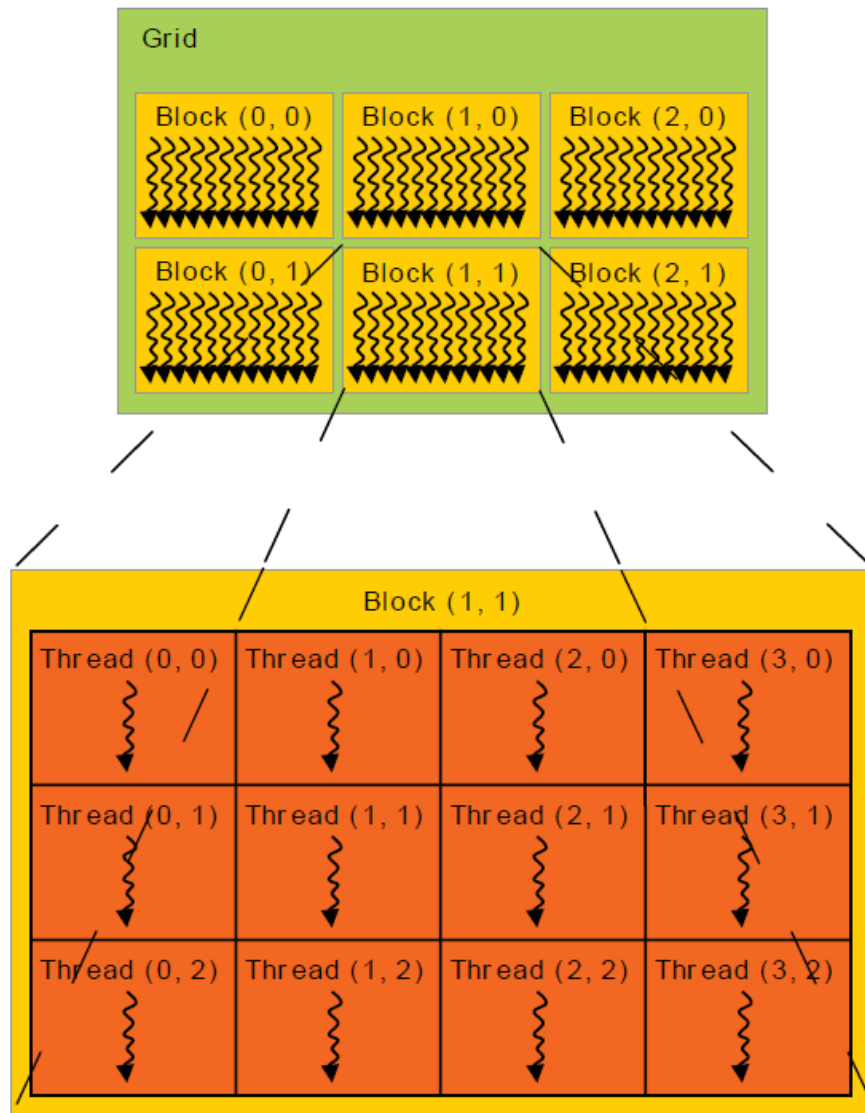 Grid
Block (0, 0) Block (1, 0) Block (2, 0)
Block (0, 1) Block (1, 1) Block (2, 1)
Block (1, 1)
Thread (0, 0) Thread (1, 0) Thread (2, 0) Thread (3, 0)
Thread (0, 1) Thread (1, 1) Thread (2, 1) Thread (3, 1)
Thread (0, 2) Thread (1, 2) Thread (2, 2) Thread (3, 2)